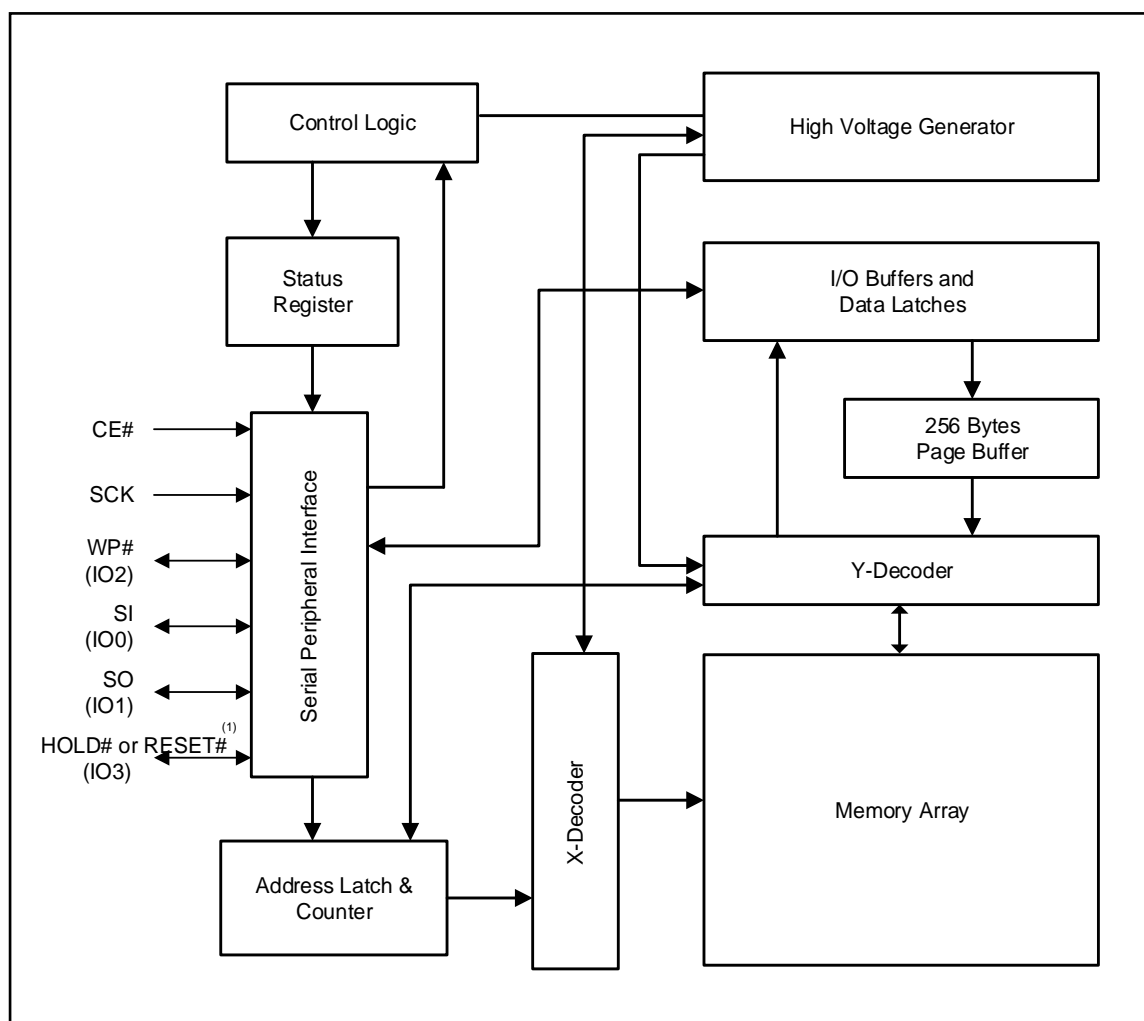 Control Logic
High Voltage Generator
Status
Register
I/O Buffers and
Data Latches
256 Bytes
Page Buffer
Y-Decoder
CE#
SCK
WP#
(IO2)
SI
(IO0)
SO
(IO1)
HOLD# or RESET#(1)
(IO3)
Serial Peripheral Interface
X-Decoder
Memory Array
Address Latch &
Counter